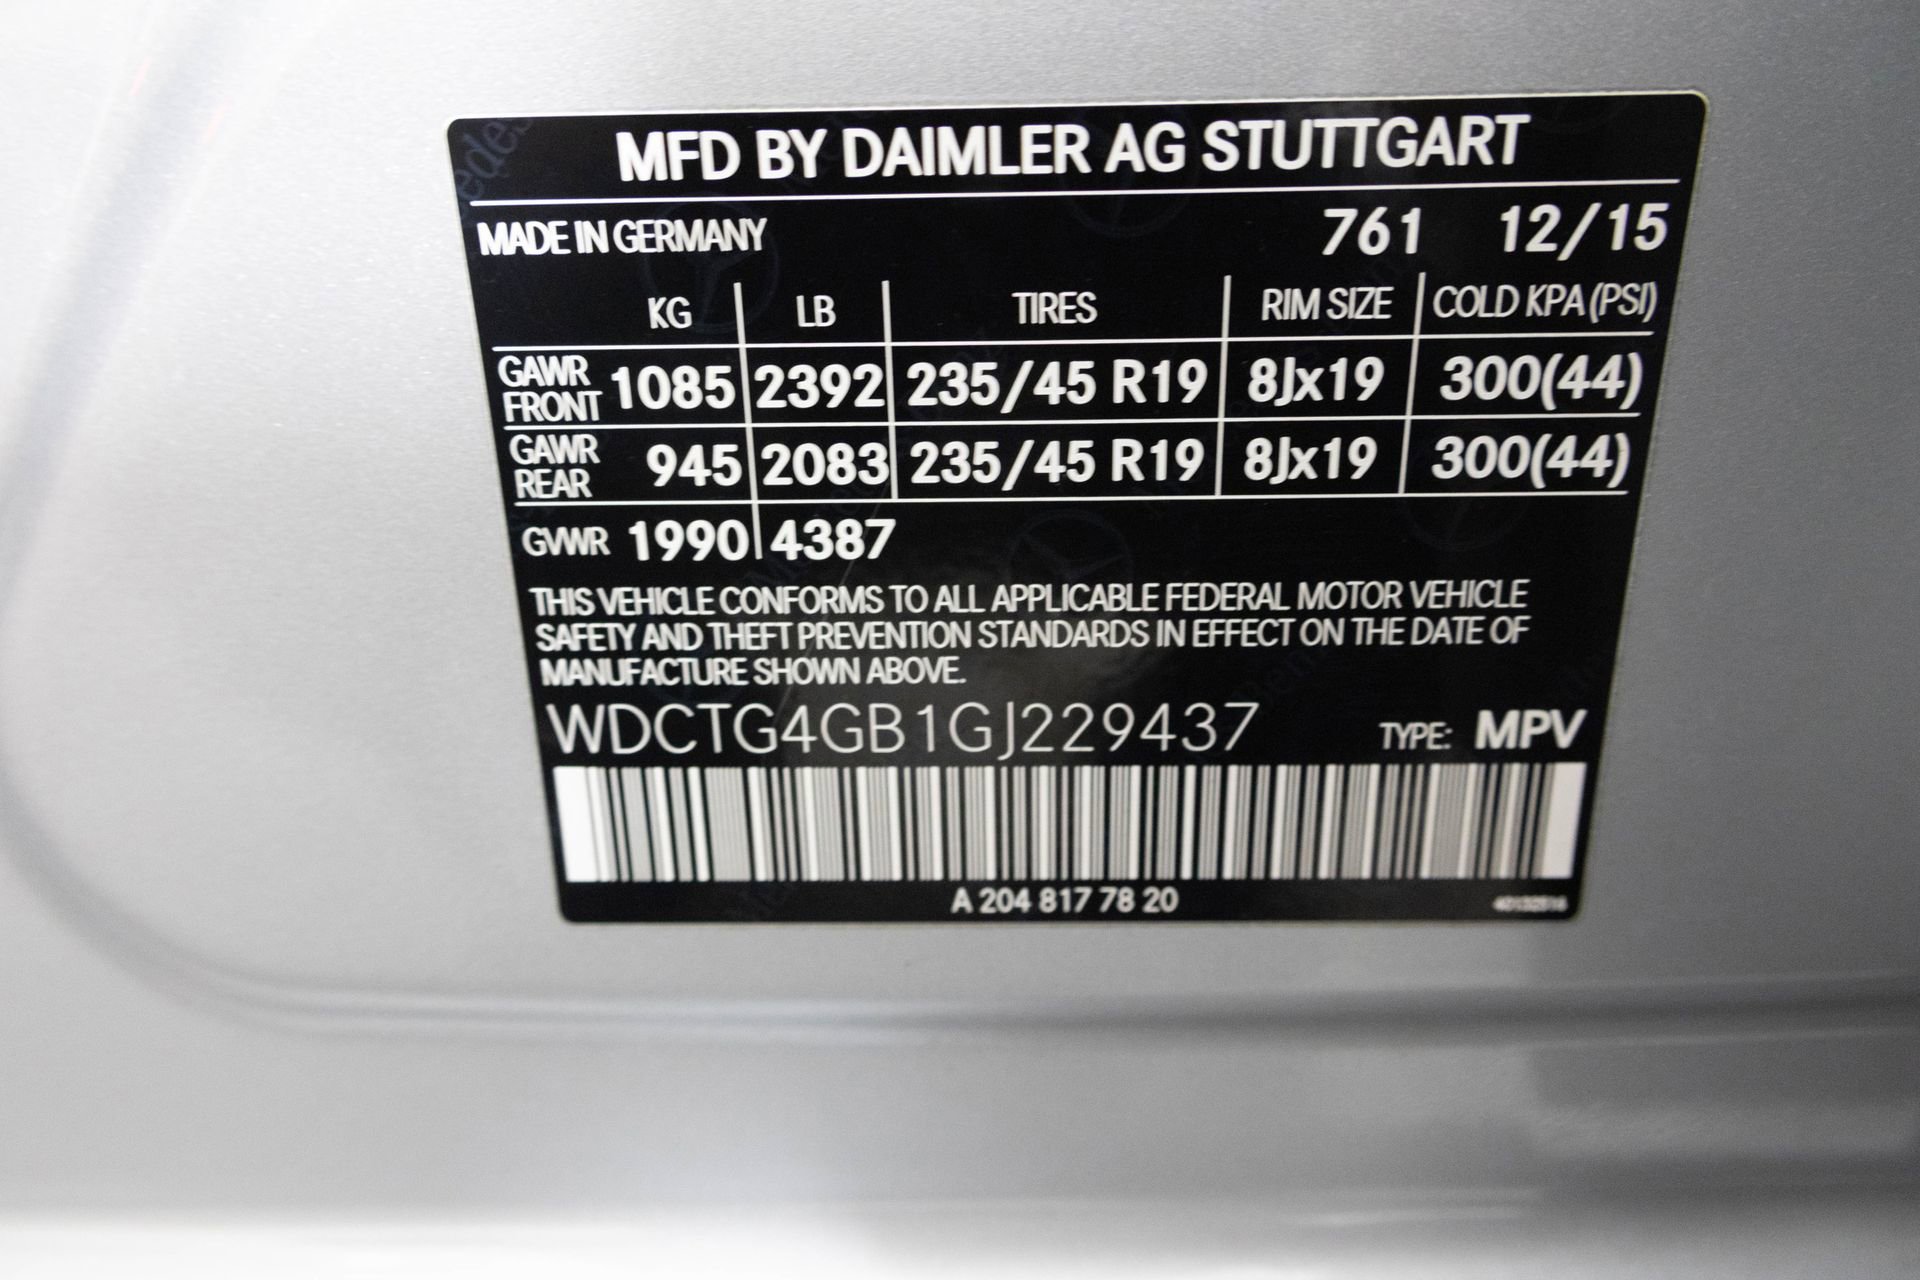 MFD BY DAIMLER AG STUTTGART
MADE IN GERMANY 761 12/15
KG LB TIRES RIM SIZE COLD KPA (PSI)
GAWR FRONT 1085 2392 235/45 R19 8Jx19 300(44)
GAWR REAR 945 2083 235/45 R19 8Jx19 300(44)
GVWR 1990 4387
THIS VEHICLE CONFORMS TO ALL APPLICABLE FEDERAL MOTOR VEHICLE
SAFETY AND THEFT PREVENTION STANDARDS IN EFFECT ON THE DATE OF
MANUFACTURE SHOWN ABOVE.
WDCTG4GB1GJ229437 TYPE: MPV
A 204 817 78 20